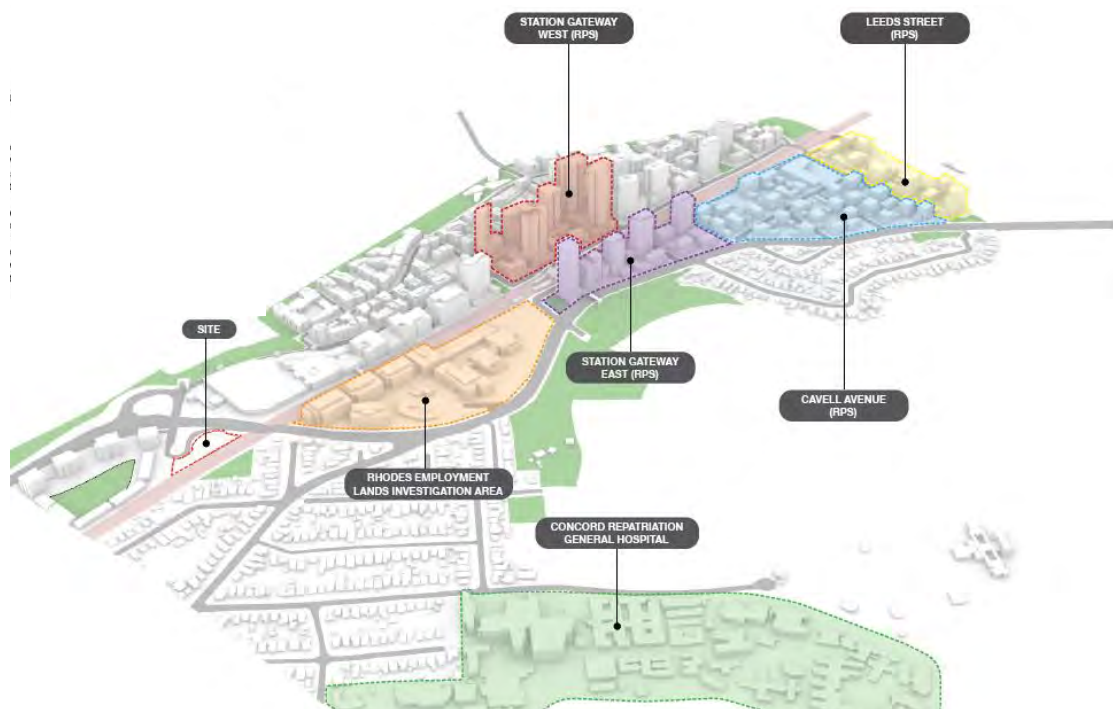 STATION GATEWAY
WEST (RPS)
LEEDS STREET
(RPS)
SITE
STATION GATEWAY
EAST (RPS)
CAVELL AVENUE
(RPS)
RHODES EMPLOYMENT
LANDS INVESTIGATION AREA
CONCORD REPATRIATION
GENERAL HOSPITAL